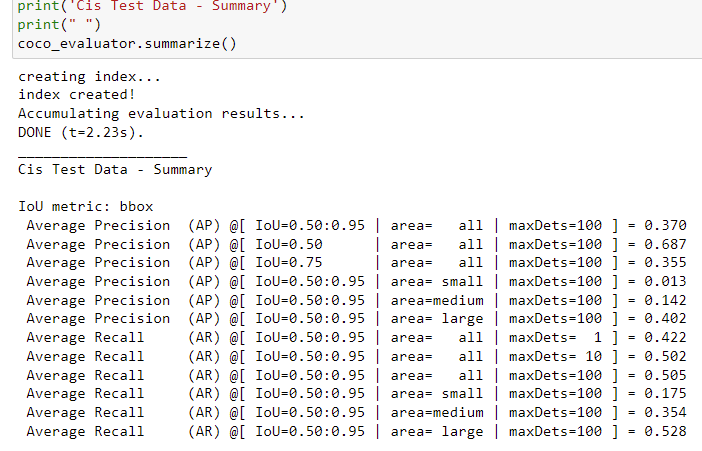 print('Cis Test Data - Summary')
print(" ")
coco_evaluator.summarize()
creating index...
index created!
Accumulating evaluation results...
DONE (t=2.23s).
____________________
Cis Test Data - Summary
IoU metric: bbox
 Average Precision  (AP) @[ IoU=0.50:0.95 | area=   all | maxDets=100 ] = 0.370
 Average Precision  (AP) @[ IoU=0.50      | area=   all | maxDets=100 ] = 0.687
 Average Precision  (AP) @[ IoU=0.75      | area=   all | maxDets=100 ] = 0.355
 Average Precision  (AP) @[ IoU=0.50:0.95 | area= small | maxDets=100 ] = 0.013
 Average Precision  (AP) @[ IoU=0.50:0.95 | area=medium | maxDets=100 ] = 0.142
 Average Precision  (AP) @[ IoU=0.50:0.95 | area= large | maxDets=100 ] = 0.402
 Average Recall     (AR) @[ IoU=0.50:0.95 | area=   all | maxDets=  1 ] = 0.422
 Average Recall     (AR) @[ IoU=0.50:0.95 | area=   all | maxDets= 10 ] = 0.502
 Average Recall     (AR) @[ IoU=0.50:0.95 | area=   all | maxDets=100 ] = 0.505
 Average Recall     (AR) @[ IoU=0.50:0.95 | area= small | maxDets=100 ] = 0.175
 Average Recall     (AR) @[ IoU=0.50:0.95 | area=medium | maxDets=100 ] = 0.354
 Average Recall     (AR) @[ IoU=0.50:0.95 | area= large | maxDets=100 ] = 0.528